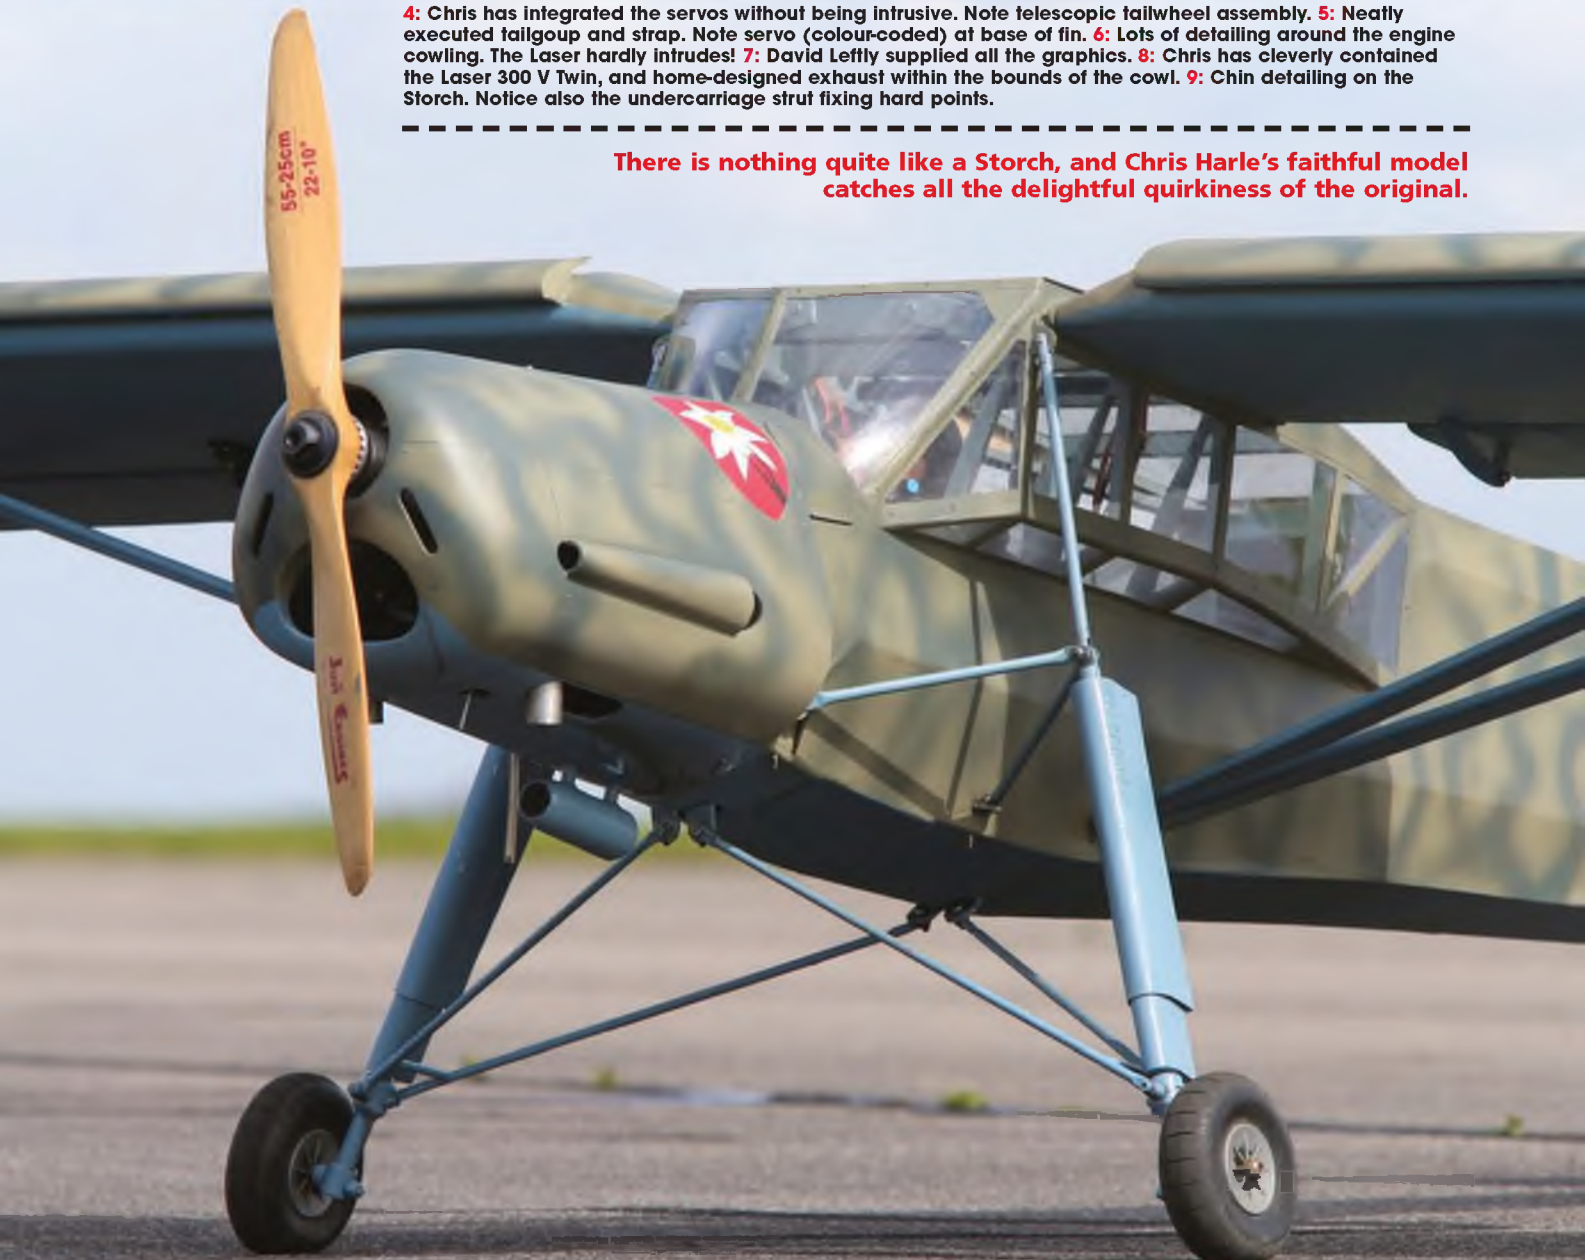 4: Chris has integrated the servos without being intrusive. Note telescopic tailwheel assembly. 5: Neatly
executed tailgoup and strap. Note servo (colour-coded) at base of fin. 6: Lots of detailing around the engine
cowling. The Laser hardly intrudes! 7: David Leftly supplied all the graphics. 8: Chris has cleverly contained
the Laser 300 V Twin, and home-designed exhaust within the bounds of the cowl. 9: Chin detailing on the
Storch. Notice also the undercarriage strut fixing hard points.
There is nothing quite like a Storch, and Chris Harle's faithful model
catches all the delightful quirkiness of the original.
55-25cm
22-10"